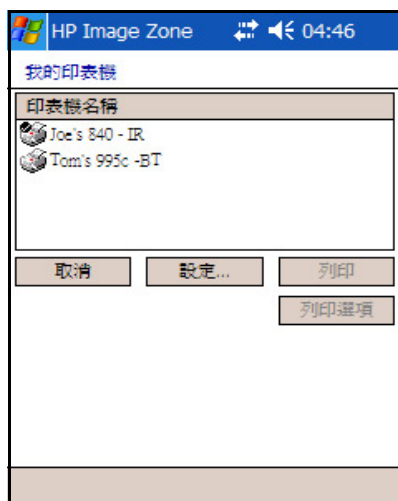 HP Image Zone 04:46
我的印表機
印表機名稱
Joe's 840 - IR
Tom's 995c -BT
取消 設定... 列印
列印選項